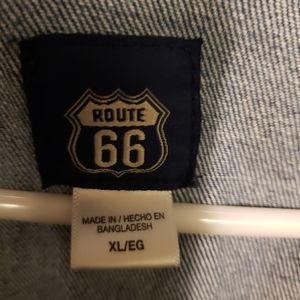 ROUTE
66
MADE IN / HECHO EN
BANGLADESH
XL/EG